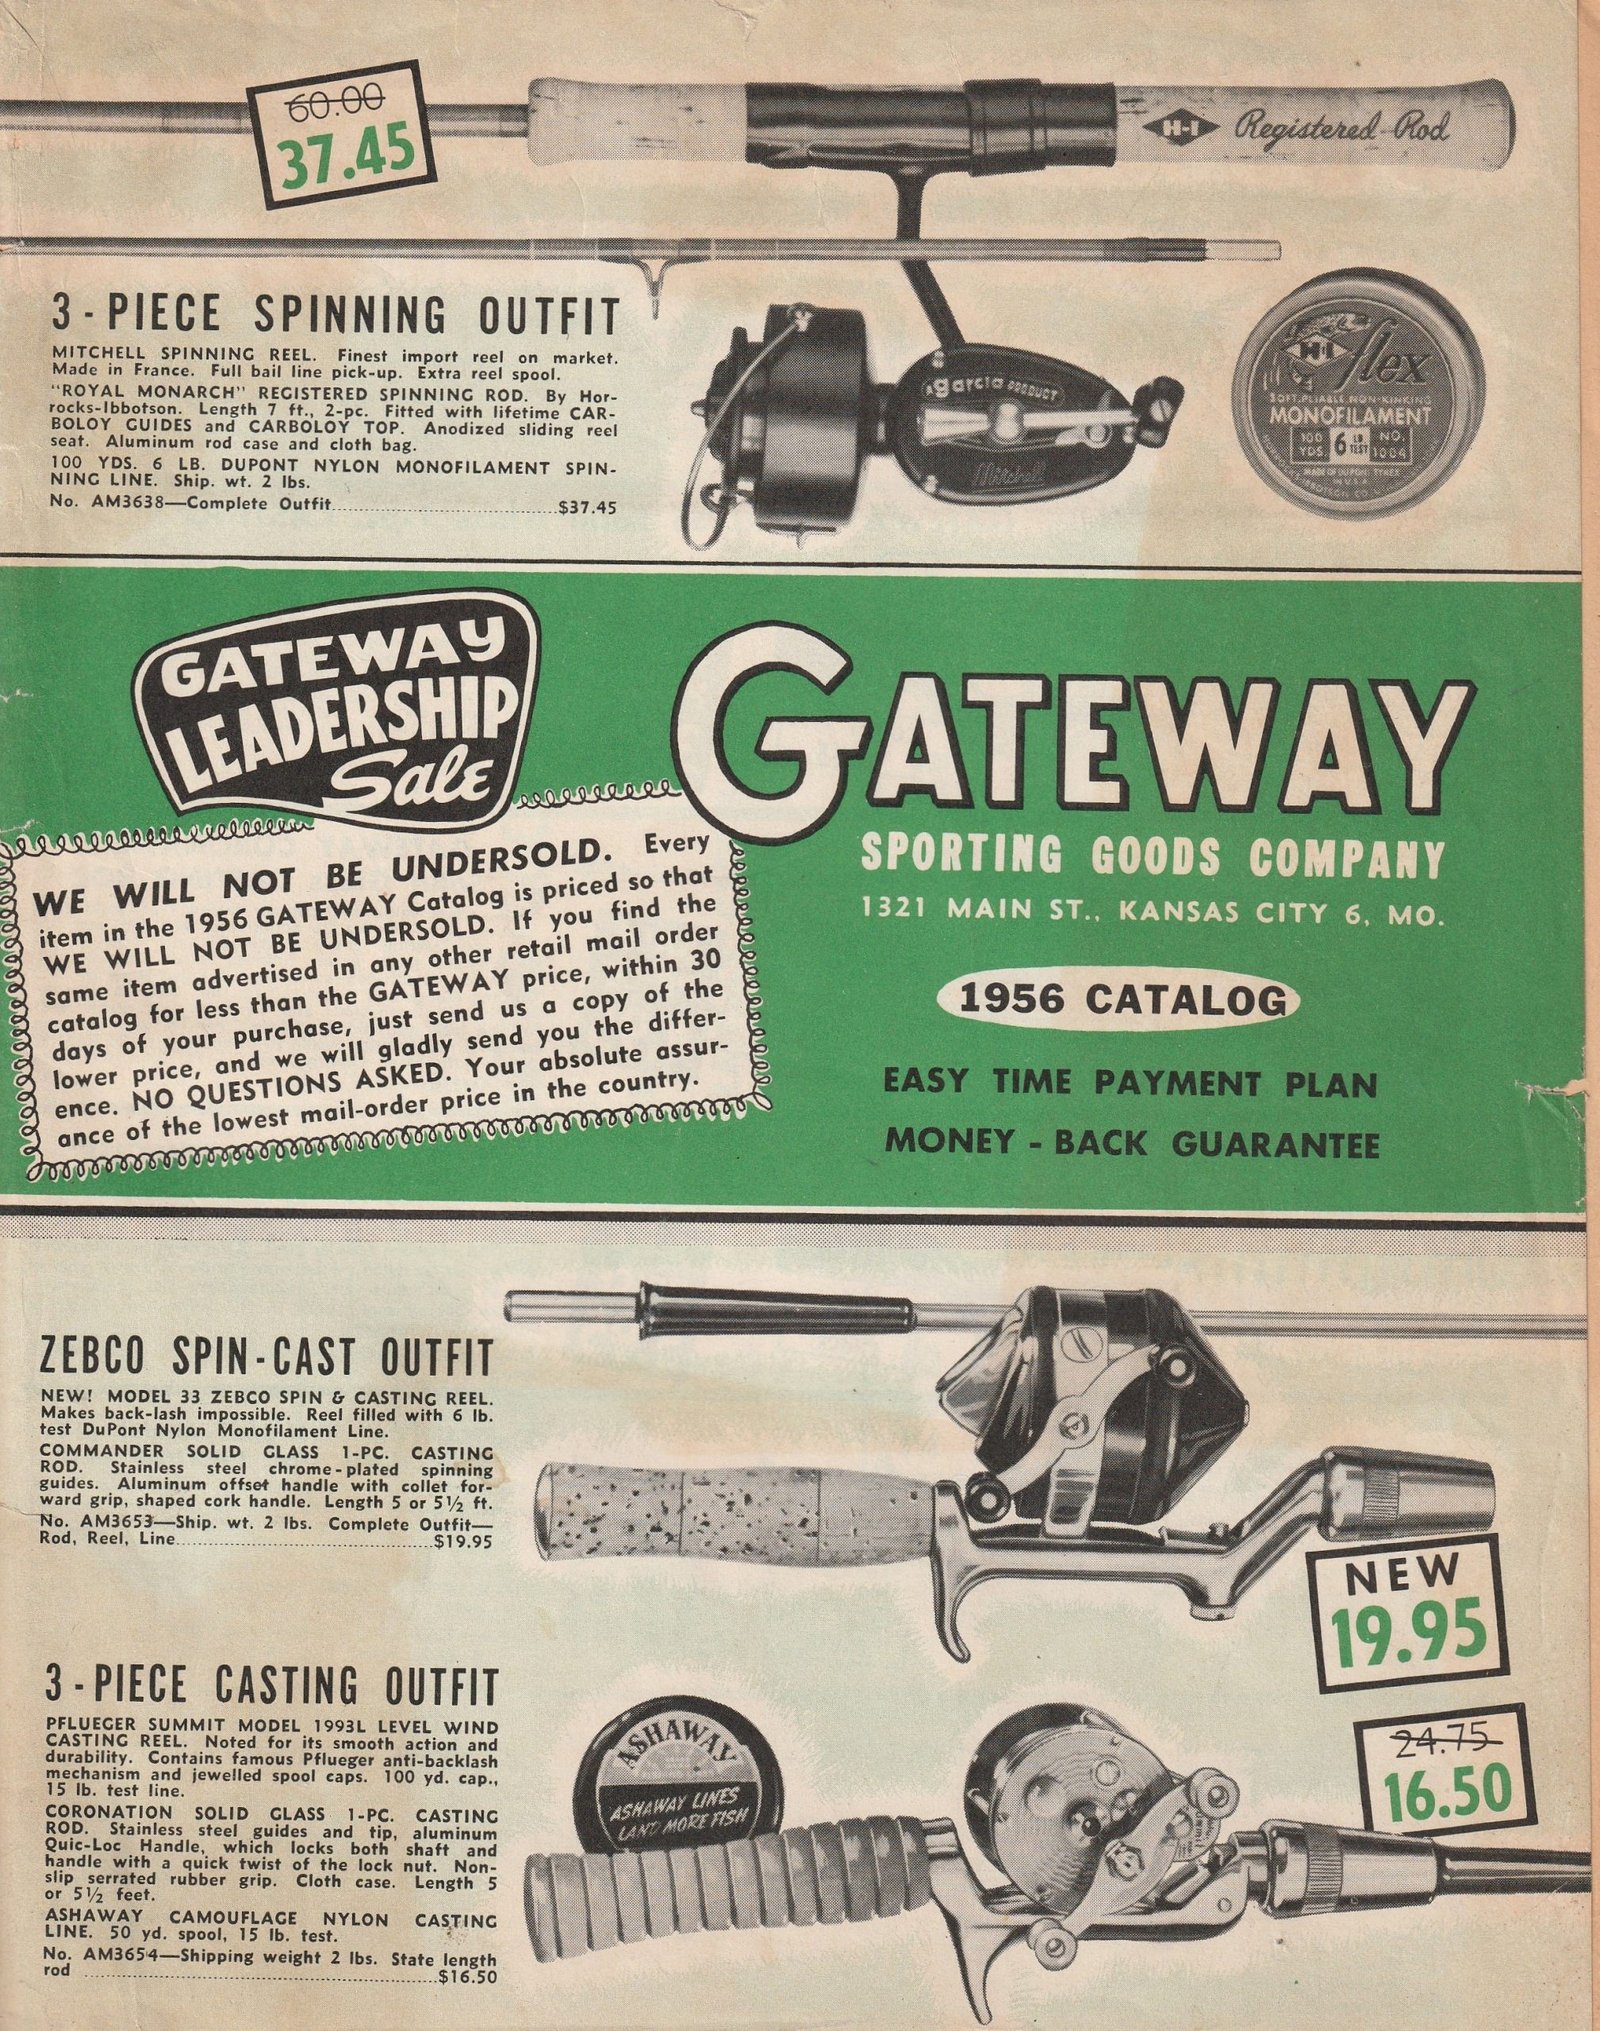 60.00
37.45
H-I Registered Rod
3-PIECE SPINNING OUTFIT
MITCHELL SPINNING REEL. Finest import reel on market.
Made in France. Full bail line pick-up. Extra reel spool.
"ROYAL MONARCH" REGISTERED SPINNING ROD. By Hor-
rocks-Ibbotson. Length 7 ft., 2-pc. Fitted with lifetime CAR-
BOLOY GUIDES and CARBOLOY TOP. Anodized sliding reel
seat. Aluminum rod case and cloth bag.
100 YDS. 6 LB. DUPONT NYLON MONOFILAMENT SPIN-
NING LINE. Ship. wt. 2 lbs.
No. AM3638—Complete Outfit..............................$37.45
A garcia PRODUCT
Mitchell
H-I flex
SOFT, PLIABLE, NON-KINKING
MONOFILAMENT
100 YDS. 6 LB TEST NO. 1004
GATEWAY
LEADERSHIP
Sale
WE WILL NOT BE UNDERSOLD. Every
item in the 1956 GATEWAY Catalog is priced so that
WE WILL NOT BE UNDERSOLD. If you find the
same item advertised in any other retail mail order
catalog for less than the GATEWAY price, within 30
days of your purchase, just send us a copy of the
lower price, and we will gladly send you the differ-
ence. NO QUESTIONS ASKED. Your absolute assur-
ance of the lowest mail-order price in the country.
GATEWAY
SPORTING GOODS COMPANY
1321 MAIN ST., KANSAS CITY 6, MO.
1956 CATALOG
EASY TIME PAYMENT PLAN
MONEY-BACK GUARANTEE
ZEBCO SPIN-CAST OUTFIT
NEW! MODEL 33 ZEBCO SPIN & CASTING REEL.
Makes back-lash impossible. Reel filled with 6 lb.
test DuPont Nylon Monofilament Line.
COMMANDER SOLID GLASS 1-PC. CASTING
ROD. Stainless steel chrome-plated spinning
guides. Aluminum offset handle with collet for-
ward grip, shaped cork handle. Length 5 or 5½ ft.
No. AM3653—Ship. wt. 2 lbs. Complete Outfit—
Rod, Reel, Line..............................$19.95
NEW
19.95
3-PIECE CASTING OUTFIT
PFLUEGER SUMMIT MODEL 1993L LEVEL WIND
CASTING REEL. Noted for its smooth action and
durability. Contains famous Pflueger anti-backlash
mechanism and jewelled spool caps. 100 yd. cap.,
15 lb. test line.
CORONATION SOLID GLASS 1-PC. CASTING
ROD. Stainless steel guides and tip, aluminum
Quic-Loc Handle, which locks both shaft and
handle with a quick twist of the lock nut. Non-
slip serrated rubber grip. Cloth case. Length 5
or 5½ feet.
ASHAWAY CAMOUFLAGE NYLON CASTING
LINE. 50 yd. spool, 15 lb. test.
No. AM3654—Shipping weight 2 lbs. State length
rod ..............................$16.50
ASHAWAY
ASHAWAY LINES
LAND MORE FISH
24.75
16.50